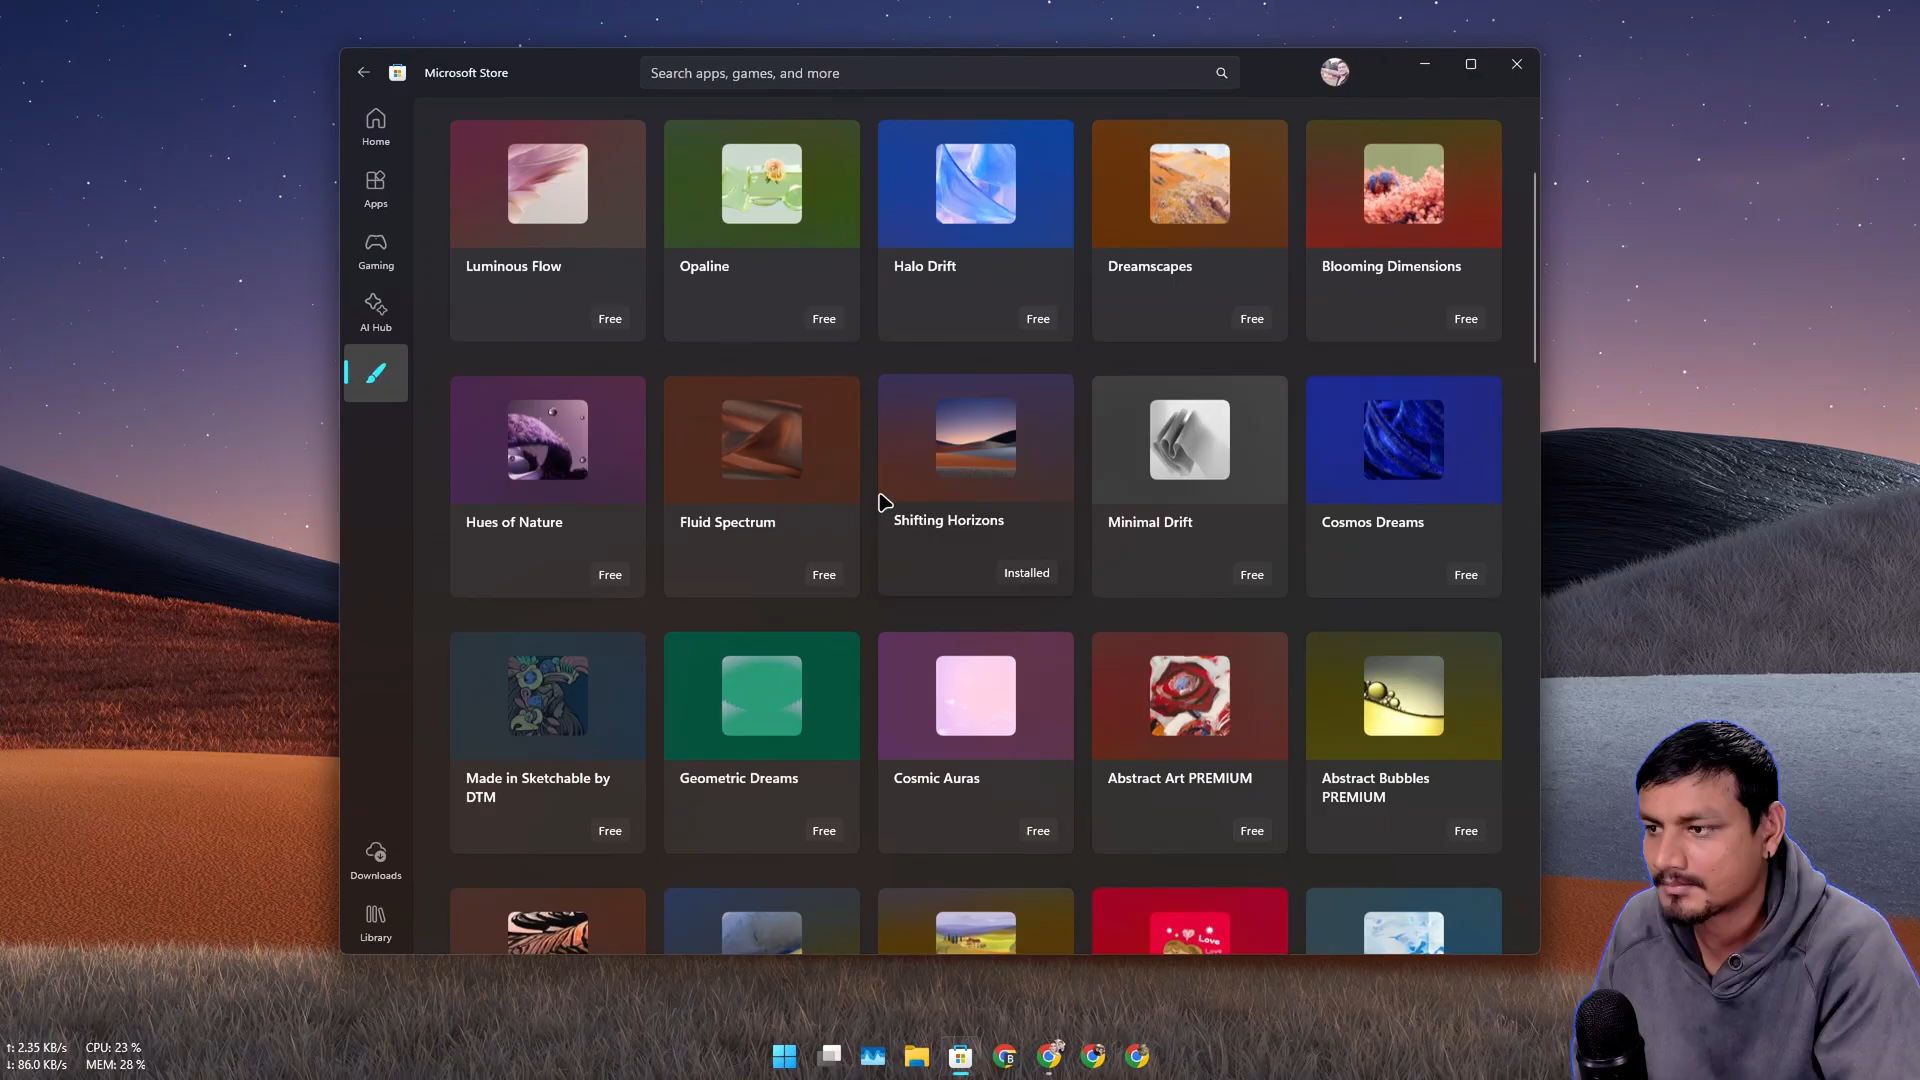 Microsoft Store
Search apps, games, and more
Home
Apps
Gaming
AI Hub
Downloads
Library
Luminous Flow
Free
Opaline
Free
Halo Drift
Free
Dreamscapes
Free
Blooming Dimensions
Free
Hues of Nature
Free
Fluid Spectrum
Free
Shifting Horizons
Installed
Minimal Drift
Free
Cosmos Dreams
Free
Made in Sketchable by
DTM
Free
Geometric Dreams
Free
Cosmic Auras
Free
Abstract Art PREMIUM
Free
Abstract Bubbles
PREMIUM
Free
Love
Love
↑: 2.35 KB/s CPU: 23 %
↓: 86.0 KB/s MEM: 28 %
B